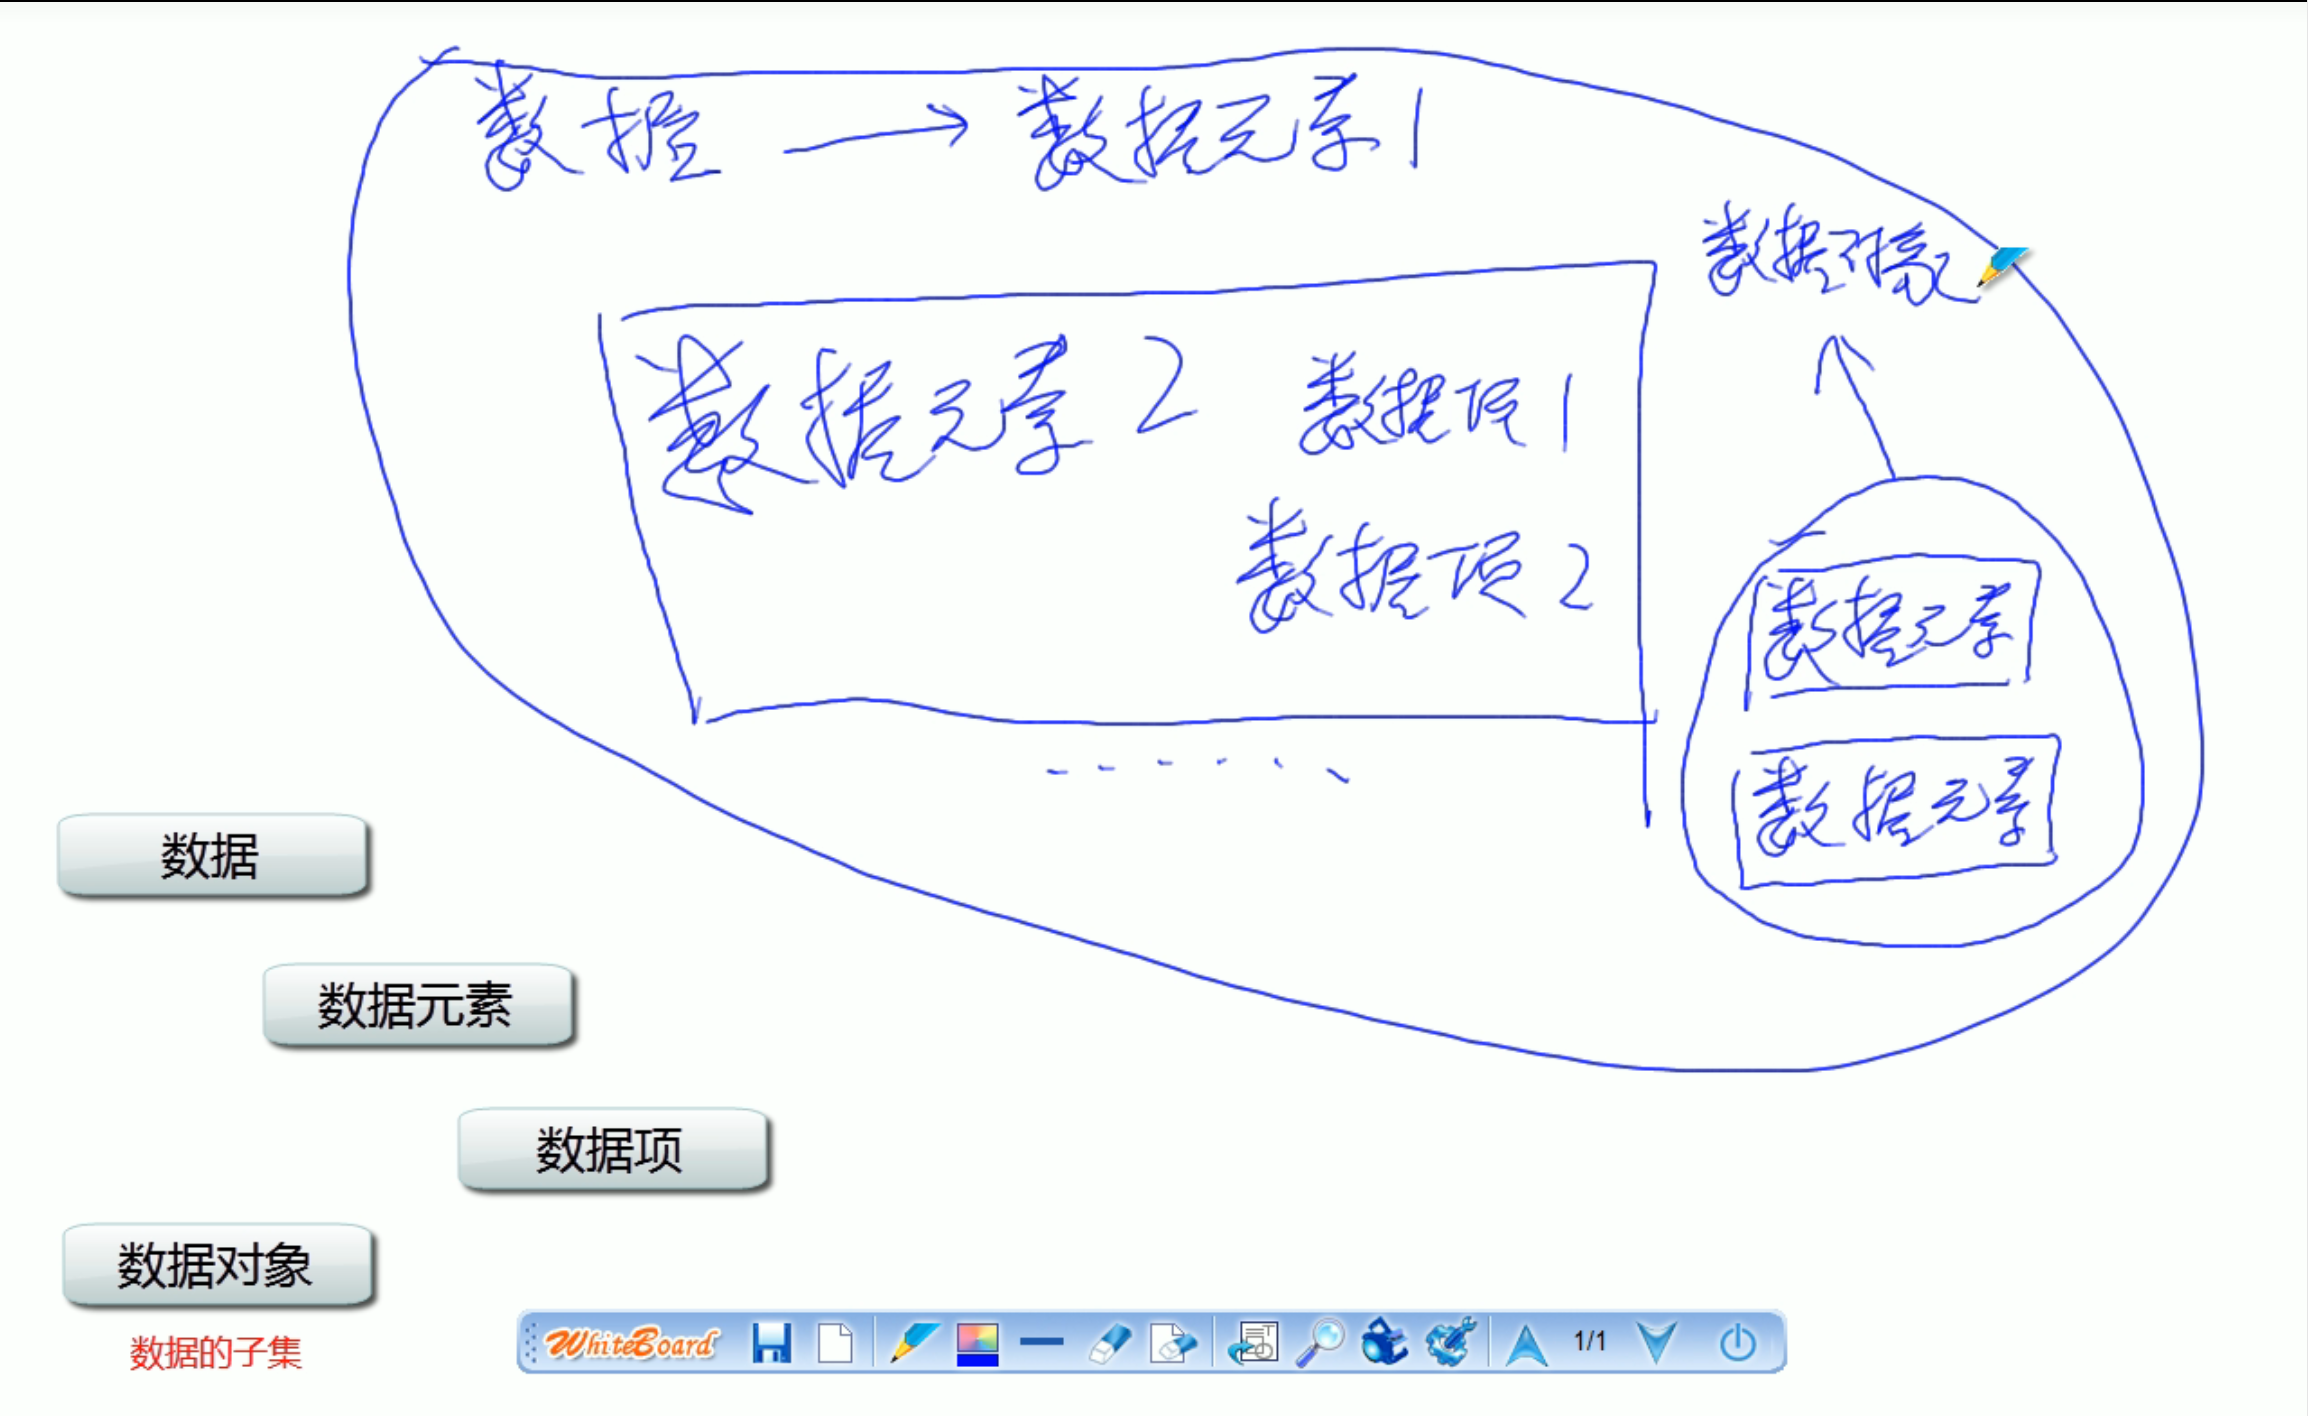 数据 → 数据元素1
数据对象
数据元素2 数据项1
数据项2
数据元素
······
数据元素
数据
数据元素
数据项
数据对象
数据的子集
WhiteBoard 1/1